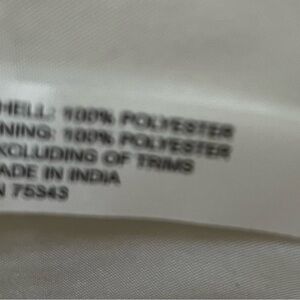 HELL: 100% POLYESTER
NING: 100% POLYESTER
XCLUDING OF TRIMS
ADE IN INDIA
N 75343